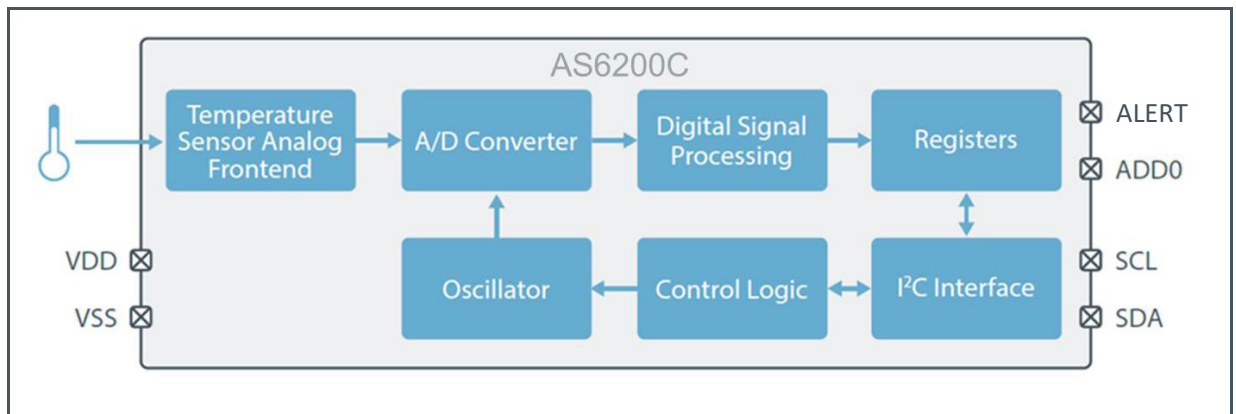 AS6200C
Temperature
Sensor Analog
Frontend
A/D Converter
Digital Signal
Processing
Registers
ALERT
ADD0
VDD
VSS
Oscillator
Control Logic
I²C Interface
SCL
SDA